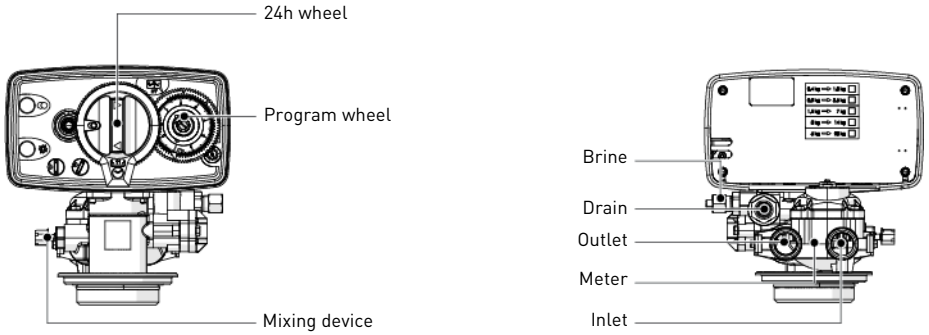 24h wheel
Program wheel
Mixing device
Brine
Drain
Outlet
Meter
Inlet